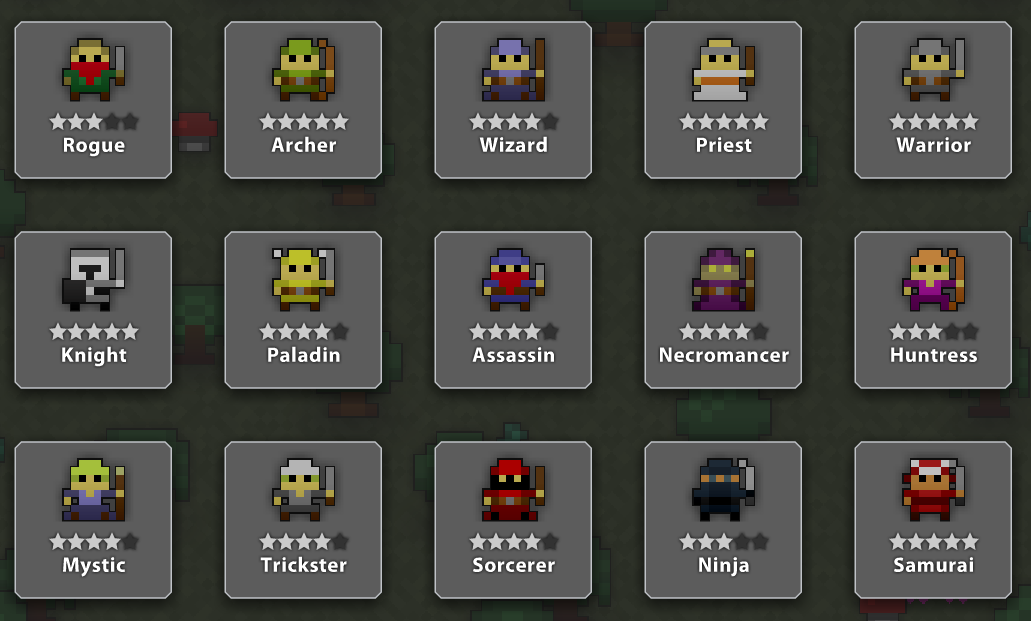 Rogue
Archer
Wizard
Priest
Warrior
Knight
Paladin
Assassin
Necromancer
Huntress
Mystic
Trickster
Sorcerer
Ninja
Samurai